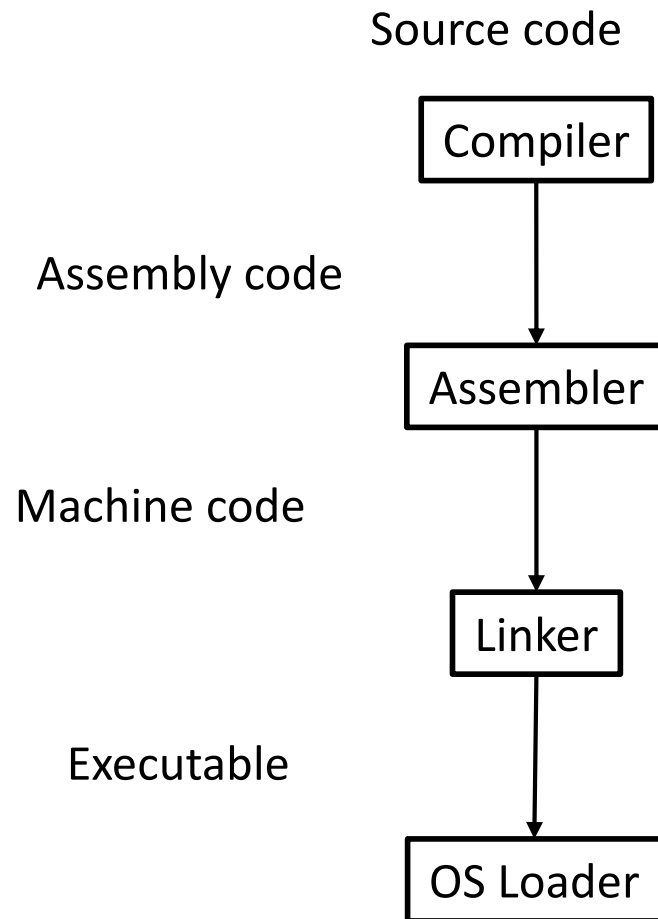 Source code
Compiler
Assembly code
Assembler
Machine code
Linker
Executable
OS Loader